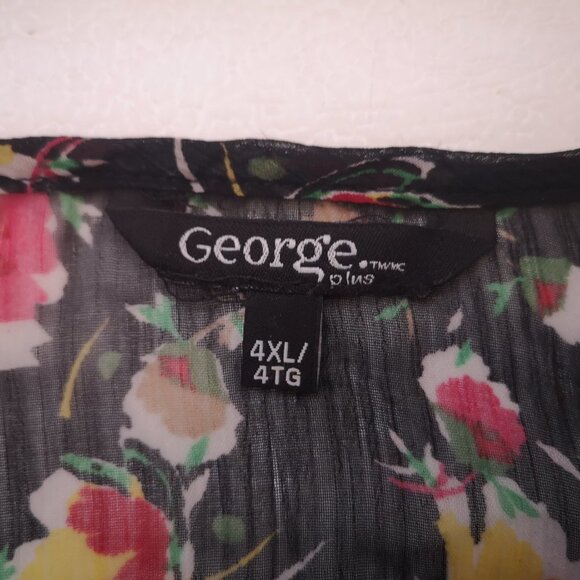 George.TM/MC
plus
4XL/
4TG